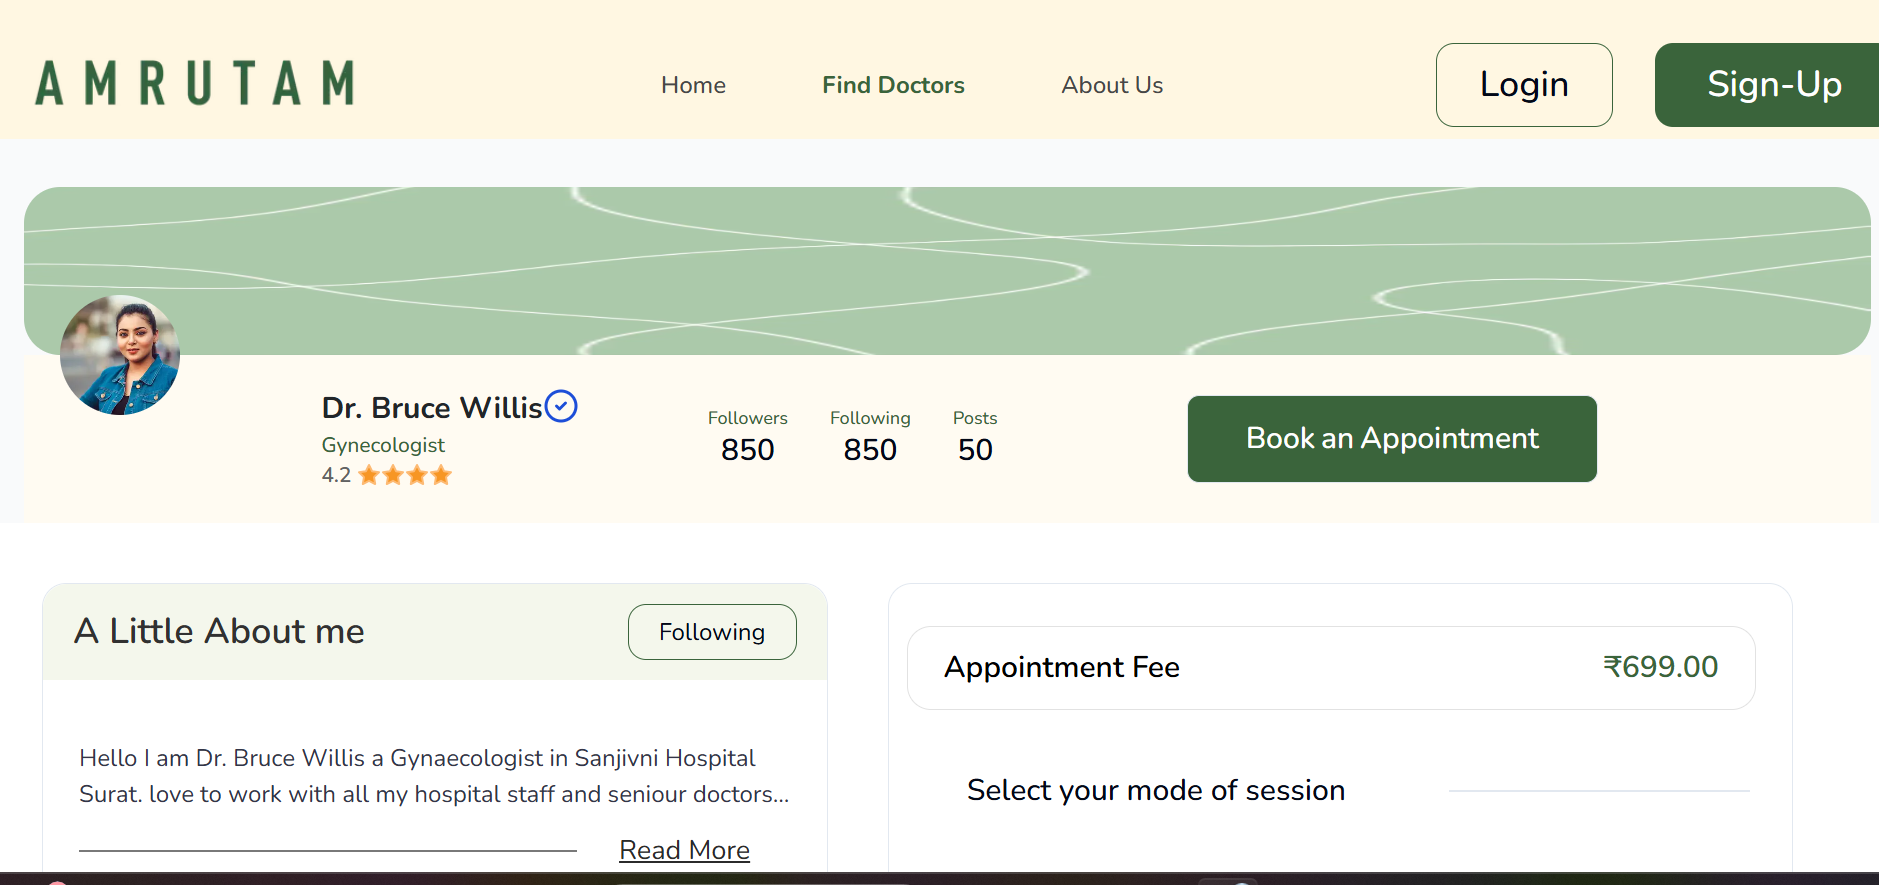 AMRUTAM
Home
Find Doctors
About Us
Login
Sign-Up
Dr. Bruce Willis
Gynecologist
4.2
Followers
850
Following
850
Posts
50
Book an Appointment
A Little About me
Following
Hello I am Dr. Bruce Willis a Gynaecologist in Sanjivni Hospital
Surat. love to work with all my hospital staff and seniour doctors...
Read More
Appointment Fee
₹699.00
Select your mode of session